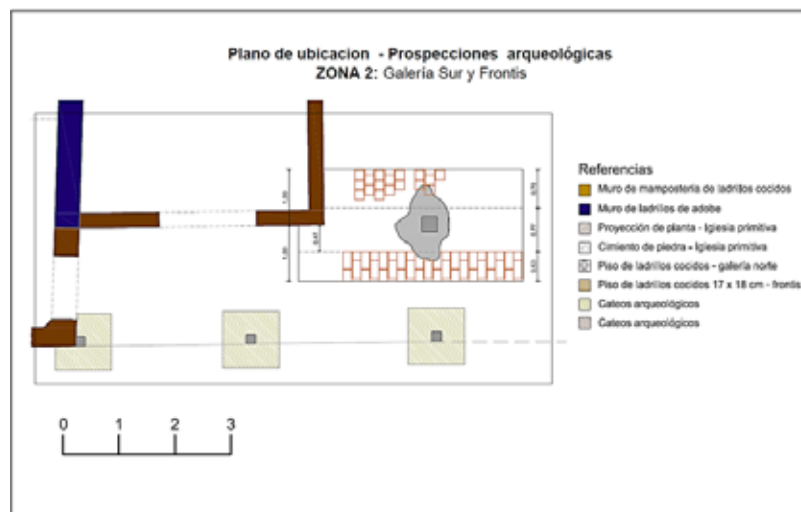 Plano de ubicacion - Prospecciones arqueológicas
ZONA 2: Galería Sur y Frontis
Referencias
Muro de mampostería de ladrillos cocidos
Muro de ladrillos de adobe
Proyección de planta - Iglesia primitiva
Cimiento de piedra - Iglesia primitiva
Piso de ladrillos cocidos - galería norte
Piso de ladrillos cocidos 17 x 18 cm - frontis
Cateos arqueológicos
Cateos arqueológicos
0 1 2 3